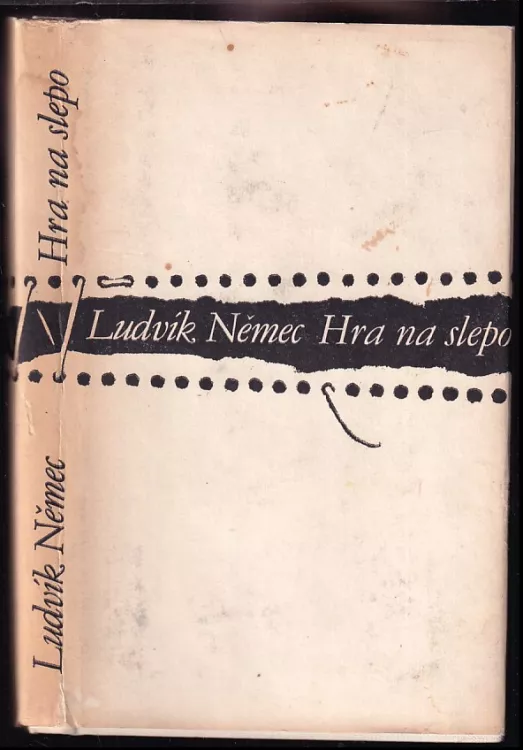 Hra na slepo
Ludvík Němec Hra na slepo
Ludvík Němec